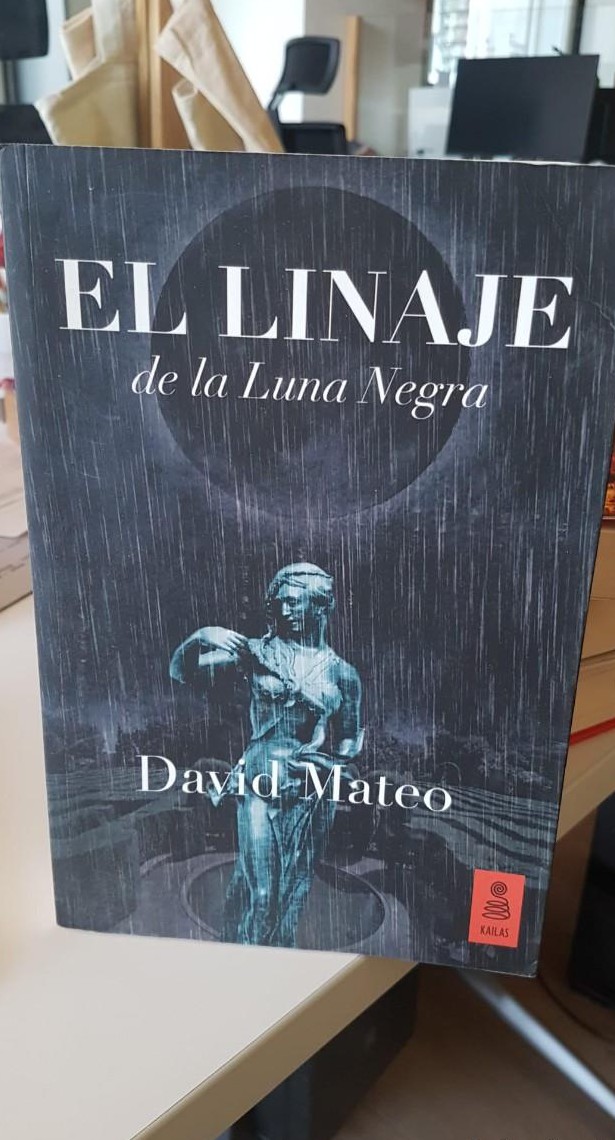 EL LINAJE
de la Luna Negra
David Mateo
KAILAS